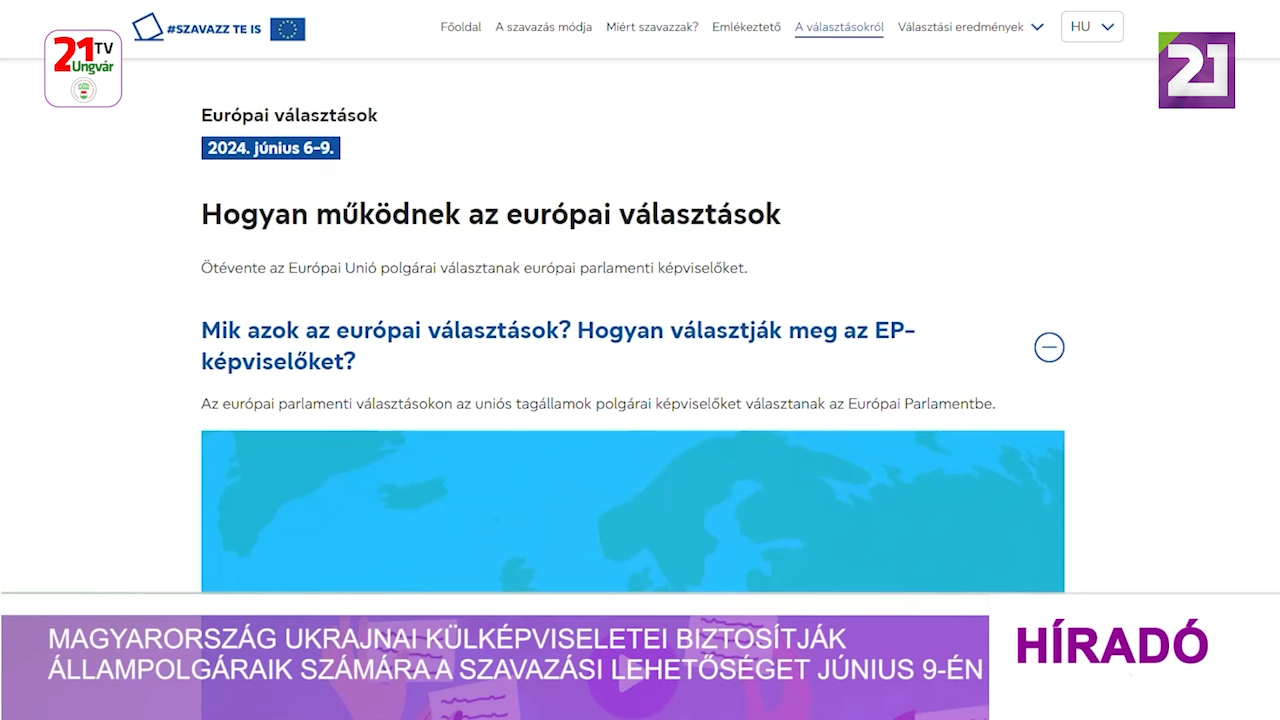 #SZAVAZZ TE IS
Főoldal A szavazás módja Miért szavazzak? Emlékeztető A választásokról Választási eredmények HU
21 TV
Ungvár
21
Európai választások
2024. június 6-9.
Hogyan működnek az európai választások
Ötévente az Európai Unió polgárai választanak európai parlamenti képviselőket.
Mik azok az európai választások? Hogyan választják meg az EP-
képviselőket?
Az európai parlamenti választásokon az uniós tagállamok polgárai képviselőket választanak az Európai Parlamentbe.
MAGYARORSZÁG UKRAJNAI KÜLKÉPVISELETEI BIZTOSÍTJÁK
ÁLLAMPOLGÁRAIK SZÁMÁRA A SZAVAZÁSI LEHETŐSÉGET JÚNIUS 9-ÉN
HÍRADÓ